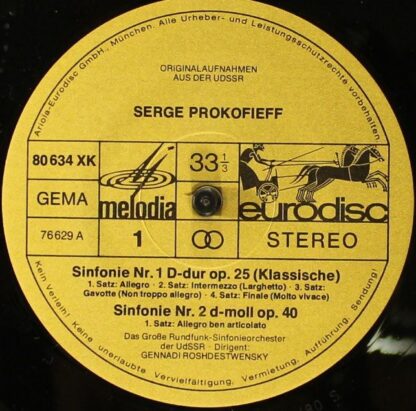 Ariola-Eurodisc GmbH., München. Alle Urheber- und Leistungsschutzrechte vorbehalten
ORIGINALAUFNAHMEN
AUS DER UDSSR
SERGE PROKOFIEFF
80 634 XK
33 1/3
GEMA
melodia
eurodisc
76 629 A
1
STEREO
Sinfonie Nr. 1 D-dur op. 25 (Klassische)
1. Satz: Allegro · 2. Satz: Intermezzo (Larghetto) · 3. Satz:
Gavotte (Non troppo allegro) · 4. Satz: Finale (Molto vivace)
Sinfonie Nr. 2 d-moll op. 40
1. Satz: Allegro ben articolato
Das Große Rundfunk-Sinfonieorchester
der UdSSR - Dirigent:
GENNADI ROSHDESTWENSKY
Kein Verleih! Keine unerlaubte Vervielfältigung, Vermietung, Aufführung, Sendung!